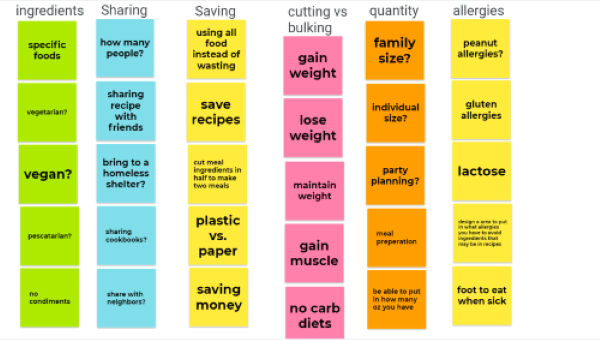 ingredients
specific
foods
vegetarian?
vegan?
pescatarian?
no
condiments
Sharing
how many
people?
sharing
recipe
with
friends
bring to a
homeless
shelter?
sharing
cookbooks?
share with
neighbors?
Saving
using all
food
instead of
wasting
save
recipes
cut meal
ingredients in
half to make
two meals
plastic
vs.
paper
saving
money
cutting vs
bulking
gain
weight
lose
weight
maintain
weight
gain
muscle
no carb
diets
quantity
family
size?
individual
size?
party
planning?
meal
preperation
be able to put
in how many
oz you have
allergies
peanut
allergies?
gluten
allergies
lactose
design a area to put
in what allergies
you have to avoid
ingredients that
may be in recipes
foot to eat
when sick